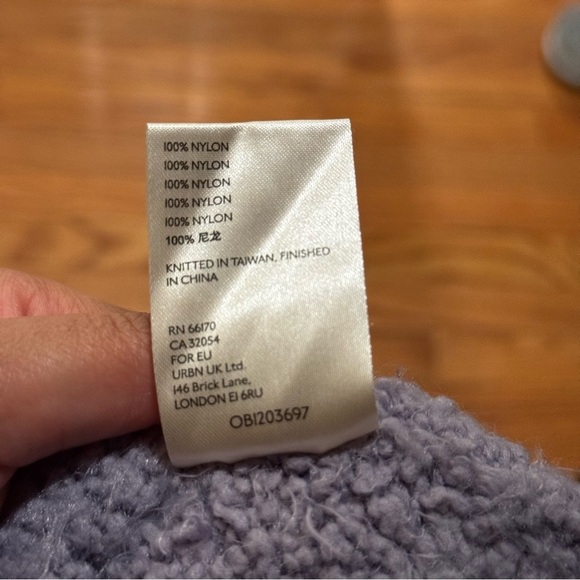 100% NYLON
100% NYLON
100% NYLON
100% NYLON
100% NYLON
100% 尼龙
KNITTED IN TAIWAN, FINISHED
IN CHINA
RN 66170
CA 32054
FOR EU
URBN UK Ltd.
146 Brick Lane,
LONDON E1 6RU
OB1203697